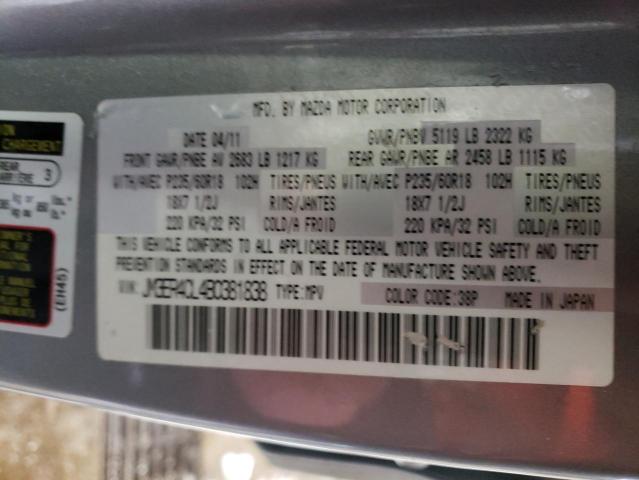 MFD. BY MAZDA MOTOR CORPORATION
DATE 04/11 GVWR/PNBV 5119 LB 2322 KG
FRONT GAWR/PNBE AV 2683 LB 1217 KG REAR GAWR/PNBE AR 2458 LB 1115 KG
WITH/AVEC P235/60R18 102H TIRES/PNEUS WITH/AVEC P235/60R18 102H TIRES/PNEUS
18X7 1/2J RIMS/JANTES 18X7 1/2J RIMS/JANTES
220 KPA/32 PSI COLD/A FROID 220 KPA/32 PSI COLD/A FROID
THIS VEHICLE CONFORMS TO ALL APPLICABLE FEDERAL MOTOR VEHICLE SAFETY AND THEFT
PREVENTION STANDARDS IN EFFECT ON THE DATE OF MANUFACTURE SHOWN ABOVE.
VIN: JM3ER4CL4B0381838 TYPE:MPV COLOR CODE:38P MADE IN JAPAN
CHARGEMENT
REAR
3
(EH46)